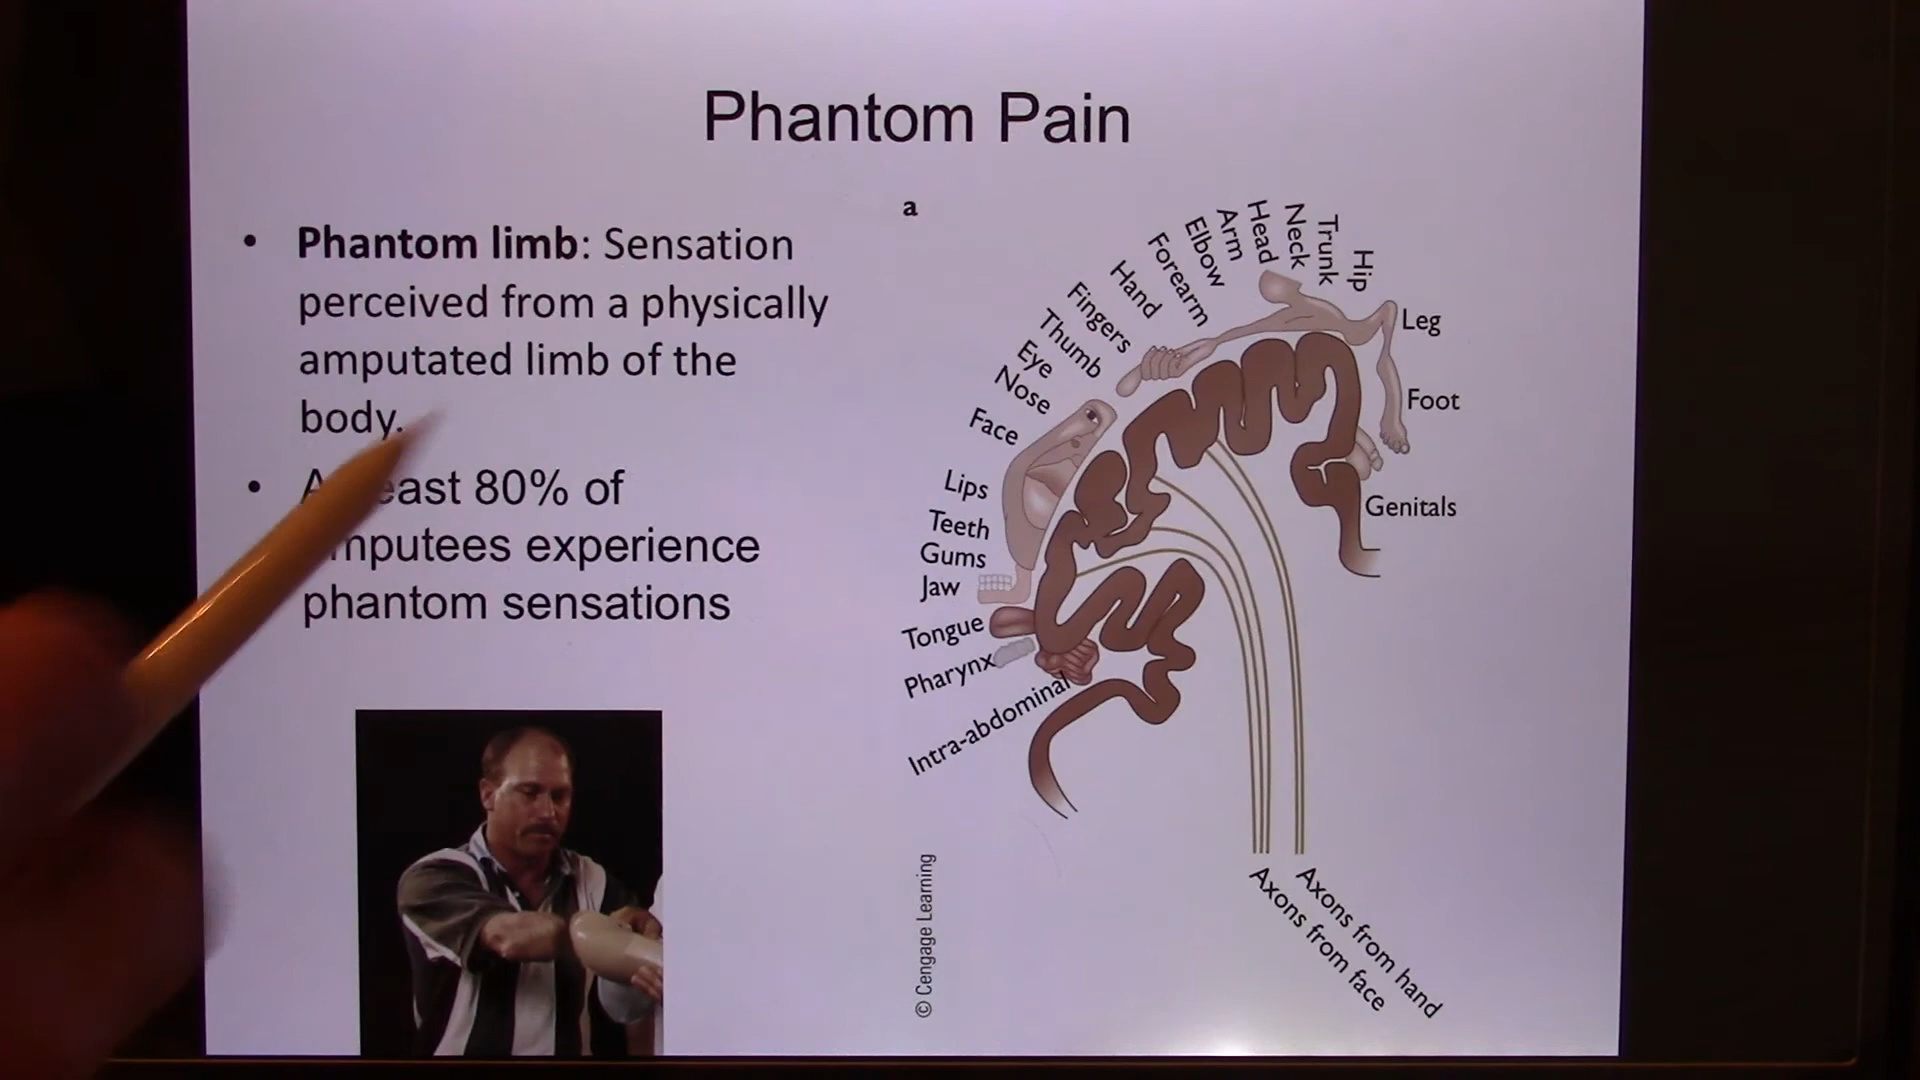 Phantom Pain
• Phantom limb: Sensation
perceived from a physically
amputated limb of the
body.
• 80% of
experience
phantom sensations
a
Hip
Trunk
Neck
Head
Arm
Elbow
Forearm
Hand
Fingers
Thumb
Eye
Nose
Face
Lips
Teeth
Gums
Jaw
Tongue
Pharynx
Intra-abdominal
Leg
Foot
Genitals
Axons from hand
Axons from face
© Cengage Learning